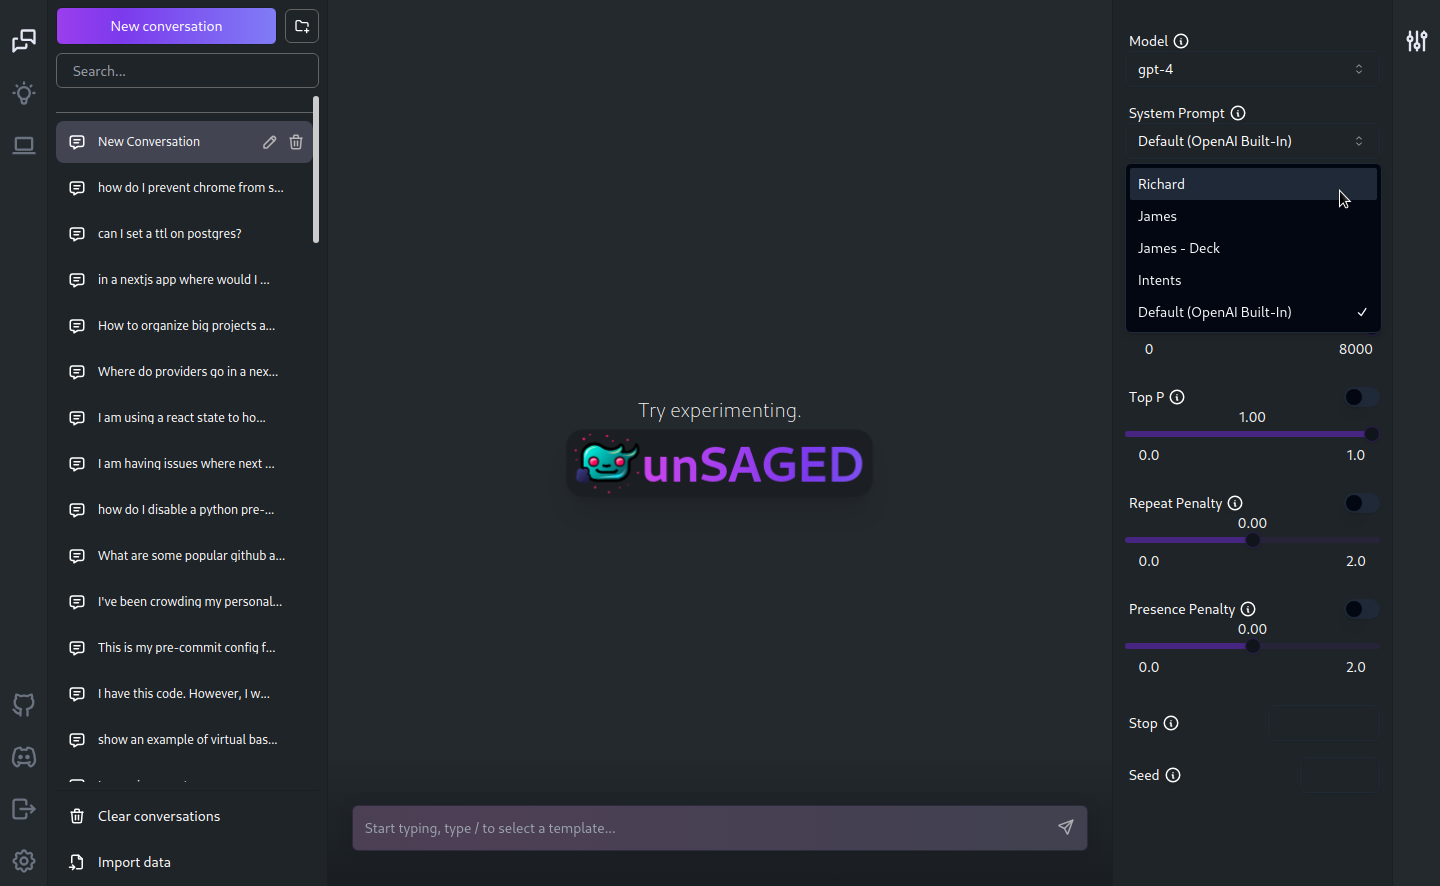 New conversation
Search...
New Conversation
how do I prevent chrome from s...
can I set a ttl on postgres?
in a nextjs app where would I ...
How to organize big projects a...
Where do providers go in a nex...
I am using a react state to ho...
I am having issues where next ...
how do I disable a python pre-...
What are some popular github a...
I've been crowding my personal...
This is my pre-commit config f...
I have this code. However, I w...
show an example of virtual bas...
Clear conversations
Import data
Try experimenting.
unSAGED
Start typing, type / to select a template...
Model
gpt-4
System Prompt
Default (OpenAI Built-In)
Richard
James
James - Deck
Intents
Default (OpenAI Built-In)
0 8000
Top P
1.00
0.0 1.0
Repeat Penalty
0.00
0.0 2.0
Presence Penalty
0.00
0.0 2.0
Stop
Seed